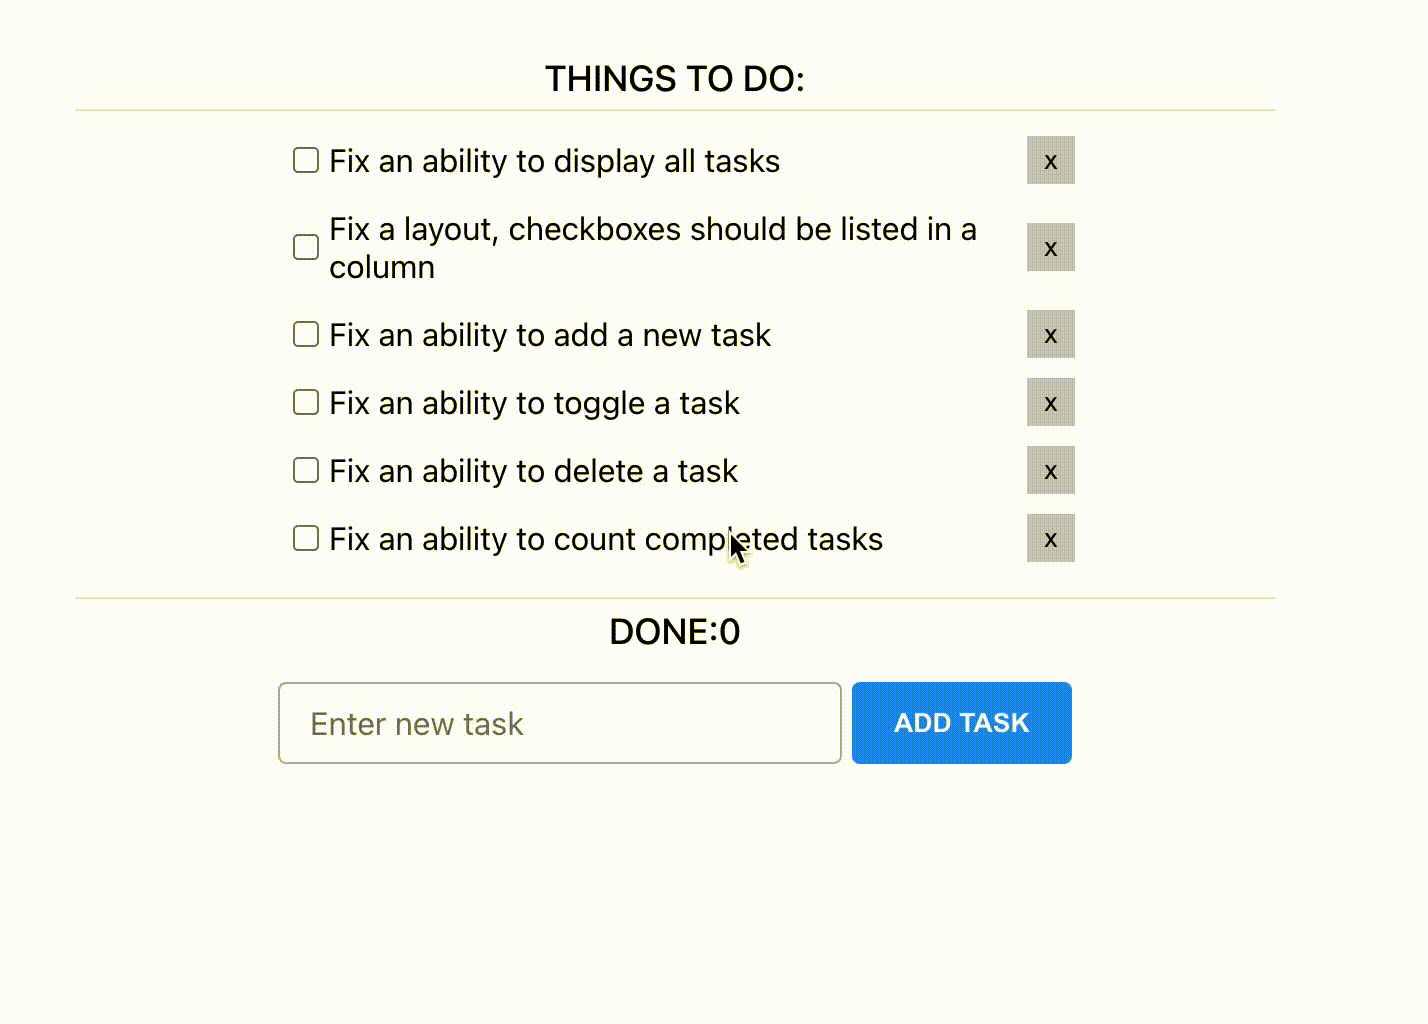 THINGS TO DO:
Fix an ability to display all tasks
x
Fix a layout, checkboxes should be listed in a
column
x
Fix an ability to add a new task
x
Fix an ability to toggle a task
x
Fix an ability to delete a task
x
Fix an ability to count completed tasks
x
DONE:0
Enter new task
ADD TASK